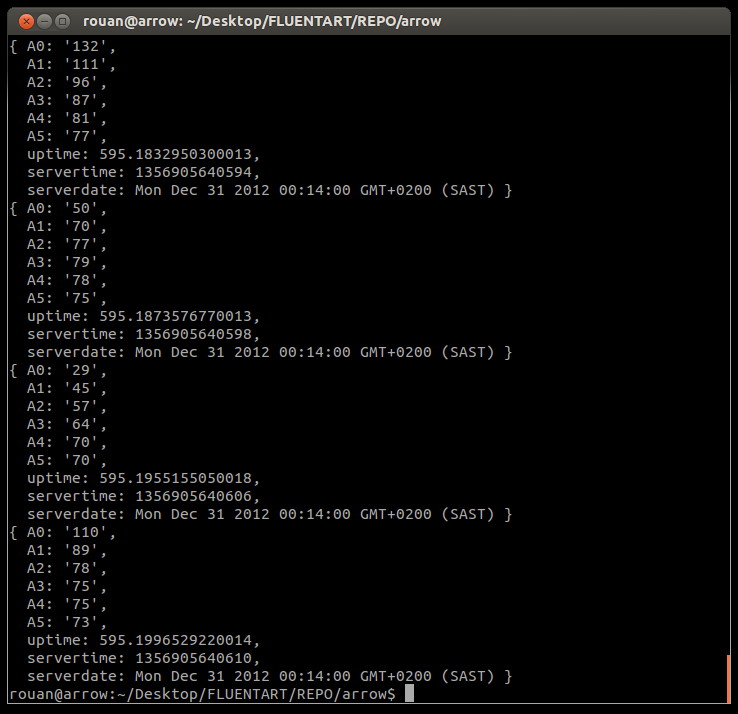 rouan@arrow: ~/Desktop/FLUENTART/REPO/arrow
{ A0: '132',
  A1: '111',
  A2: '96',
  A3: '87',
  A4: '81',
  A5: '77',
  uptime: 595.1832950300013,
  servertime: 1356905640594,
  serverdate: Mon Dec 31 2012 00:14:00 GMT+0200 (SAST) }
{ A0: '50',
  A1: '70',
  A2: '77',
  A3: '79',
  A4: '78',
  A5: '75',
  uptime: 595.1873576770013,
  servertime: 1356905640598,
  serverdate: Mon Dec 31 2012 00:14:00 GMT+0200 (SAST) }
{ A0: '29',
  A1: '45',
  A2: '57',
  A3: '64',
  A4: '70',
  A5: '70',
  uptime: 595.1955155050018,
  servertime: 1356905640606,
  serverdate: Mon Dec 31 2012 00:14:00 GMT+0200 (SAST) }
{ A0: '110',
  A1: '89',
  A2: '78',
  A3: '75',
  A4: '75',
  A5: '73',
  uptime: 595.1996529220014,
  servertime: 1356905640610,
  serverdate: Mon Dec 31 2012 00:14:00 GMT+0200 (SAST) }
rouan@arrow:~/Desktop/FLUENTART/REPO/arrow$